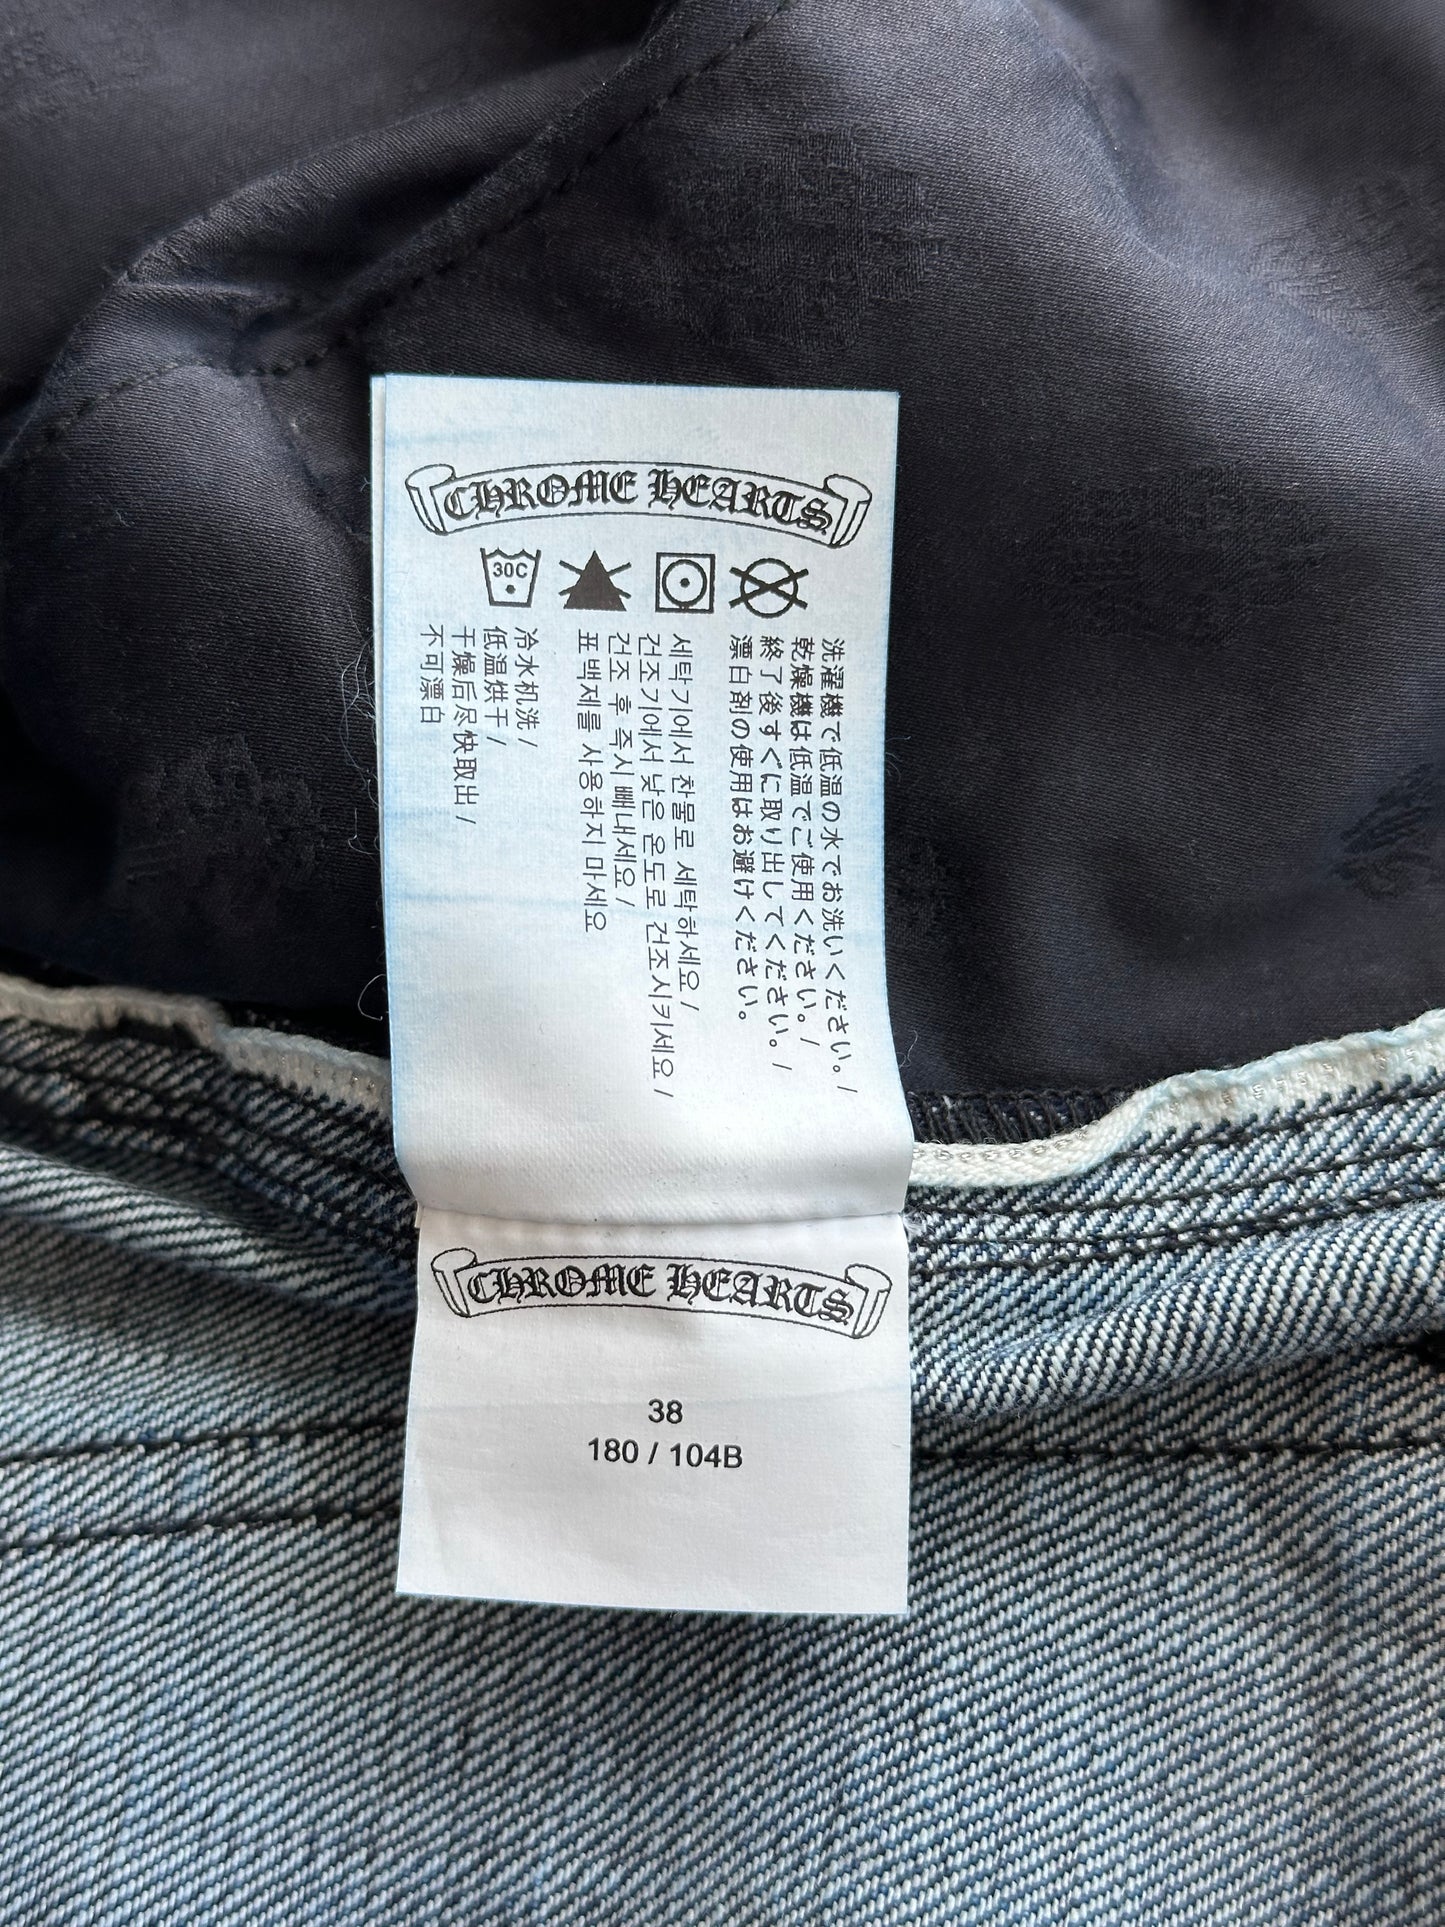 CHROME HEARTS
30C
洗濯機で低温の水でお洗いください。/
乾燥機は低温でご使用ください。/
終了後すぐに取り出してください。/
漂白剤の使用はお避けください。
세탁기에서 찬물로 세탁하세요 /
건조기에서 낮은 온도로 건조시키세요 /
건조 후 즉시 빼내세요 /
표백제를 사용하지 마세요
冷水机洗 /
低温烘干 /
干燥后尽快取出 /
不可漂白
CHROME HEARTS
38
180 / 104B